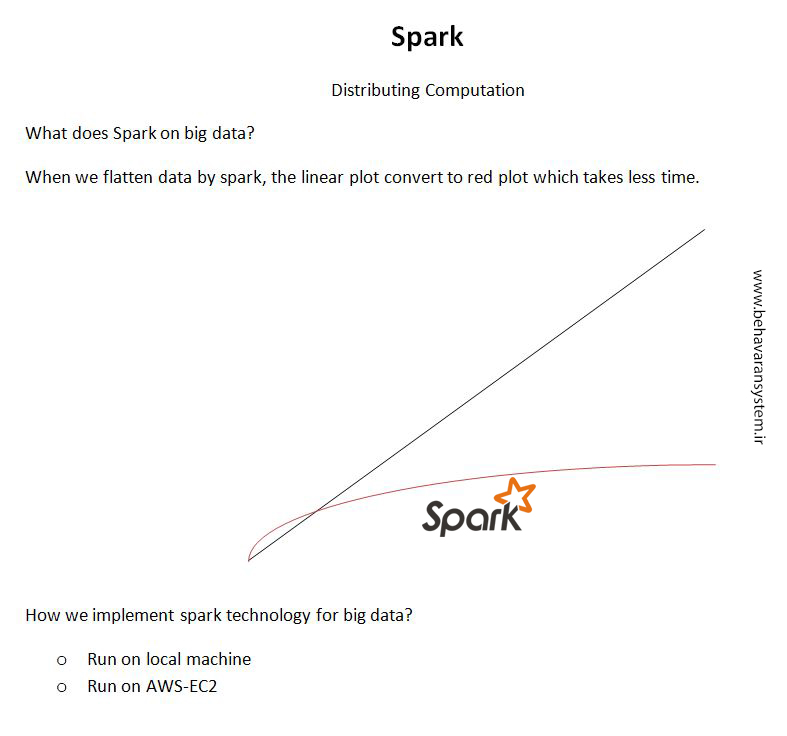 Spark
Distributing Computation
What does Spark on big data?
When we flatten data by spark, the linear plot convert to red plot which takes less time.
www.behavaransystem.ir
Spark
How we implement spark technology for big data?
o Run on local machine
o Run on AWS-EC2